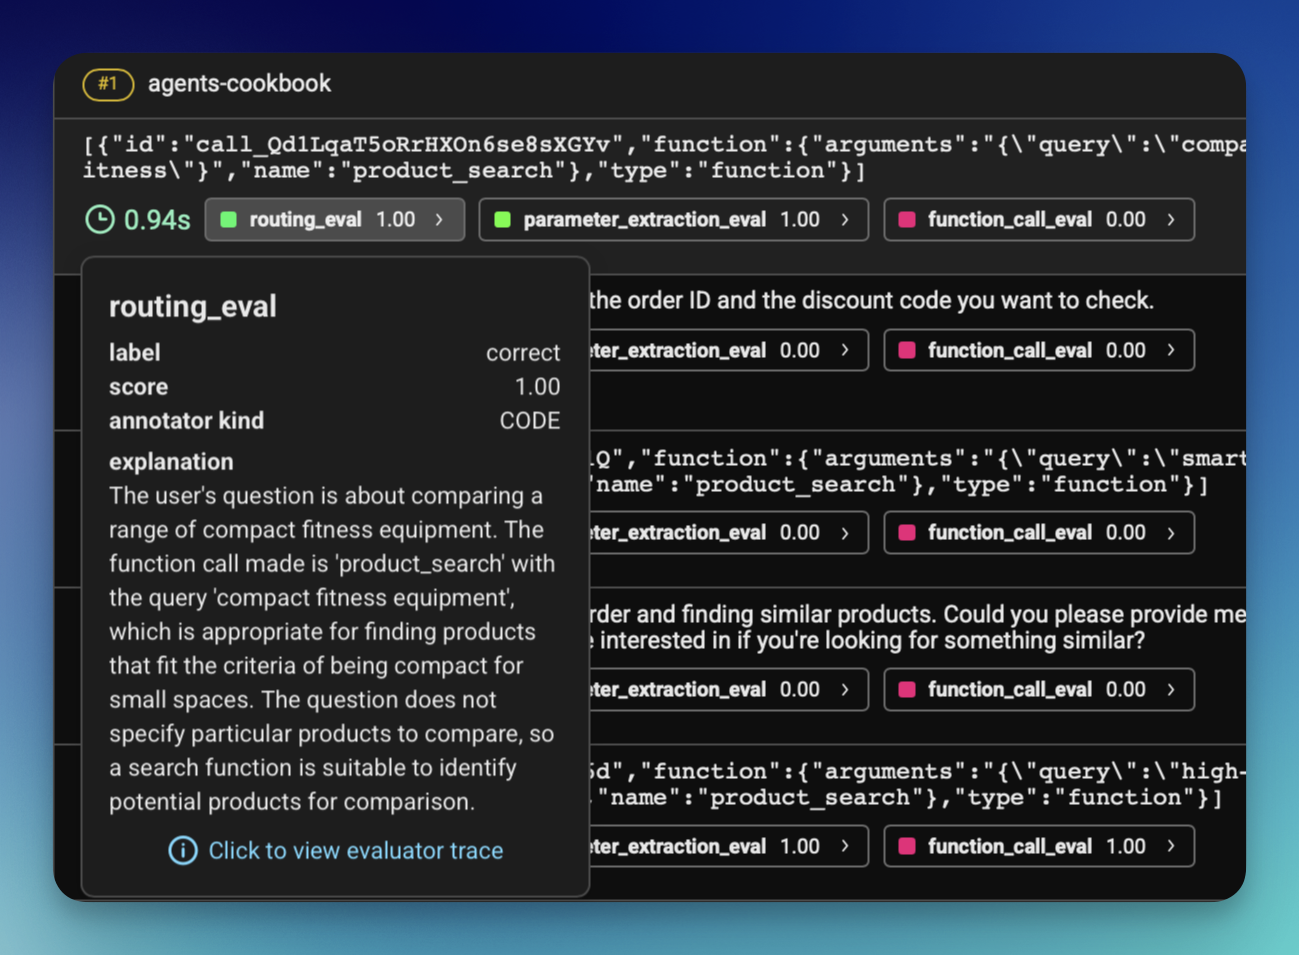 #1 agents-cookbook
[{"id":"call_Qd1LqaT5oRrHXOn6se8sXGYv","function":{"arguments":"{\"query\":\"compa
itness\"}","name":"product_search"},"type":"function"}]
0.94s routing_eval 1.00 parameter_extraction_eval 1.00 function_call_eval 0.00
routing_eval
label correct
score 1.00
annotator kind CODE
explanation
The user's question is about comparing a
range of compact fitness equipment. The
function call made is 'product_search' with
the query 'compact fitness equipment',
which is appropriate for finding products
that fit the criteria of being compact for
small spaces. The question does not
specify particular products to compare, so
a search function is suitable to identify
potential products for comparison.
Click to view evaluator trace
the order ID and the discount code you want to check.
eter_extraction_eval 0.00 function_call_eval 0.00
Q","function":{"arguments":"{\"query\":\"smart
"name":"product_search"},"type":"function"}]
eter_extraction_eval 0.00 function_call_eval 0.00
rder and finding similar products. Could you please provide me
interested in if you're looking for something similar?
eter_extraction_eval 0.00 function_call_eval 0.00
5d","function":{"arguments":"{\"query\":\"high-
"name":"product_search"},"type":"function"}]
eter_extraction_eval 1.00 function_call_eval 1.00